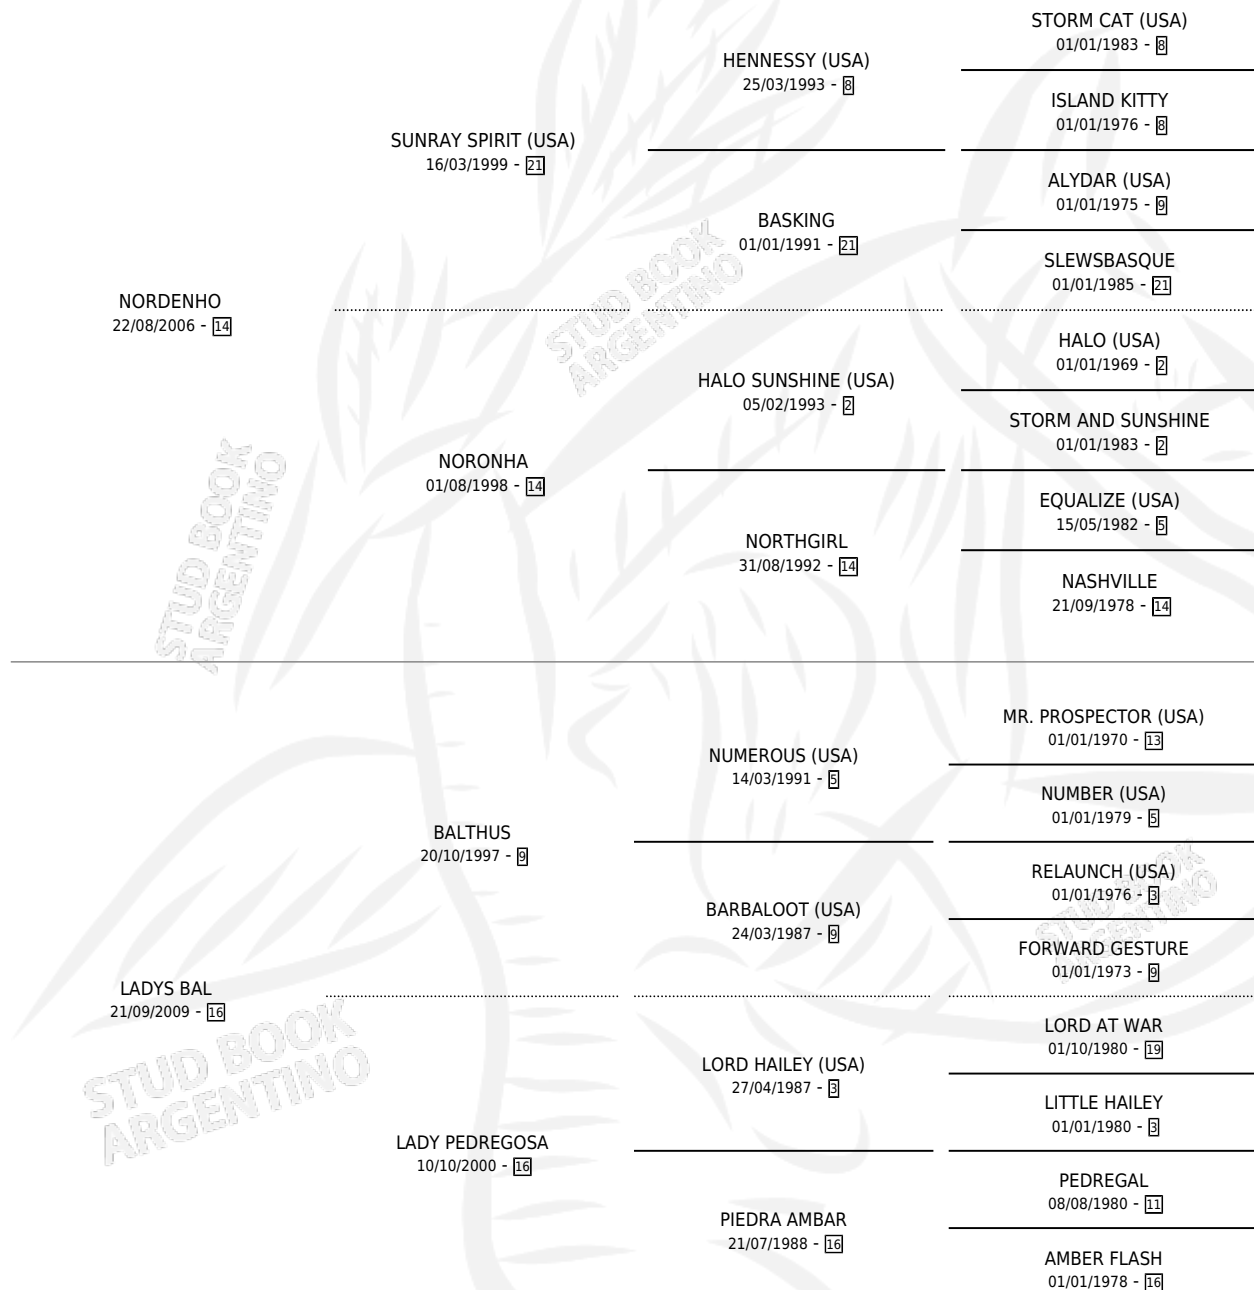 STORM CAT (USA)
01/01/1983 - 8
HENNESSY (USA)
25/03/1993 - 8
ISLAND KITTY
01/01/1976 - 8
SUNRAY SPIRIT (USA)
16/03/1999 - 21
ALYDAR (USA)
01/01/1975 - 9
BASKING
01/01/1991 - 21
SLEWSBASQUE
01/01/1985 - 21
NORDENHO
22/08/2006 - 14
HALO (USA)
01/01/1969 - 2
HALO SUNSHINE (USA)
05/02/1993 - 2
STORM AND SUNSHINE
01/01/1983 - 2
NORONHA
01/08/1998 - 14
EQUALIZE (USA)
15/05/1982 - 5
NORTHGIRL
31/08/1992 - 14
NASHVILLE
21/09/1978 - 14
MR. PROSPECTOR (USA)
01/01/1970 - 13
NUMEROUS (USA)
14/03/1991 - 5
NUMBER (USA)
01/01/1979 - 5
BALTHUS
20/10/1997 - 9
RELAUNCH (USA)
01/01/1976 - 3
BARBALOOT (USA)
24/03/1987 - 9
FORWARD GESTURE
01/01/1973 - 9
LADYS BAL
21/09/2009 - 16
LORD AT WAR
01/10/1980 - 19
LORD HAILEY (USA)
27/04/1987 - 3
LITTLE HAILEY
01/01/1980 - 3
LADY PEDREGOSA
10/10/2000 - 16
PEDREGAL
08/08/1980 - 11
PIEDRA AMBAR
21/07/1988 - 16
AMBER FLASH
01/01/1978 - 16
STUD BOOK
ARGENTINO
STUD BOOK
ARGENTINO
STUD BOOK
ARGENTINO
STUD BOOK
ARGENTINO